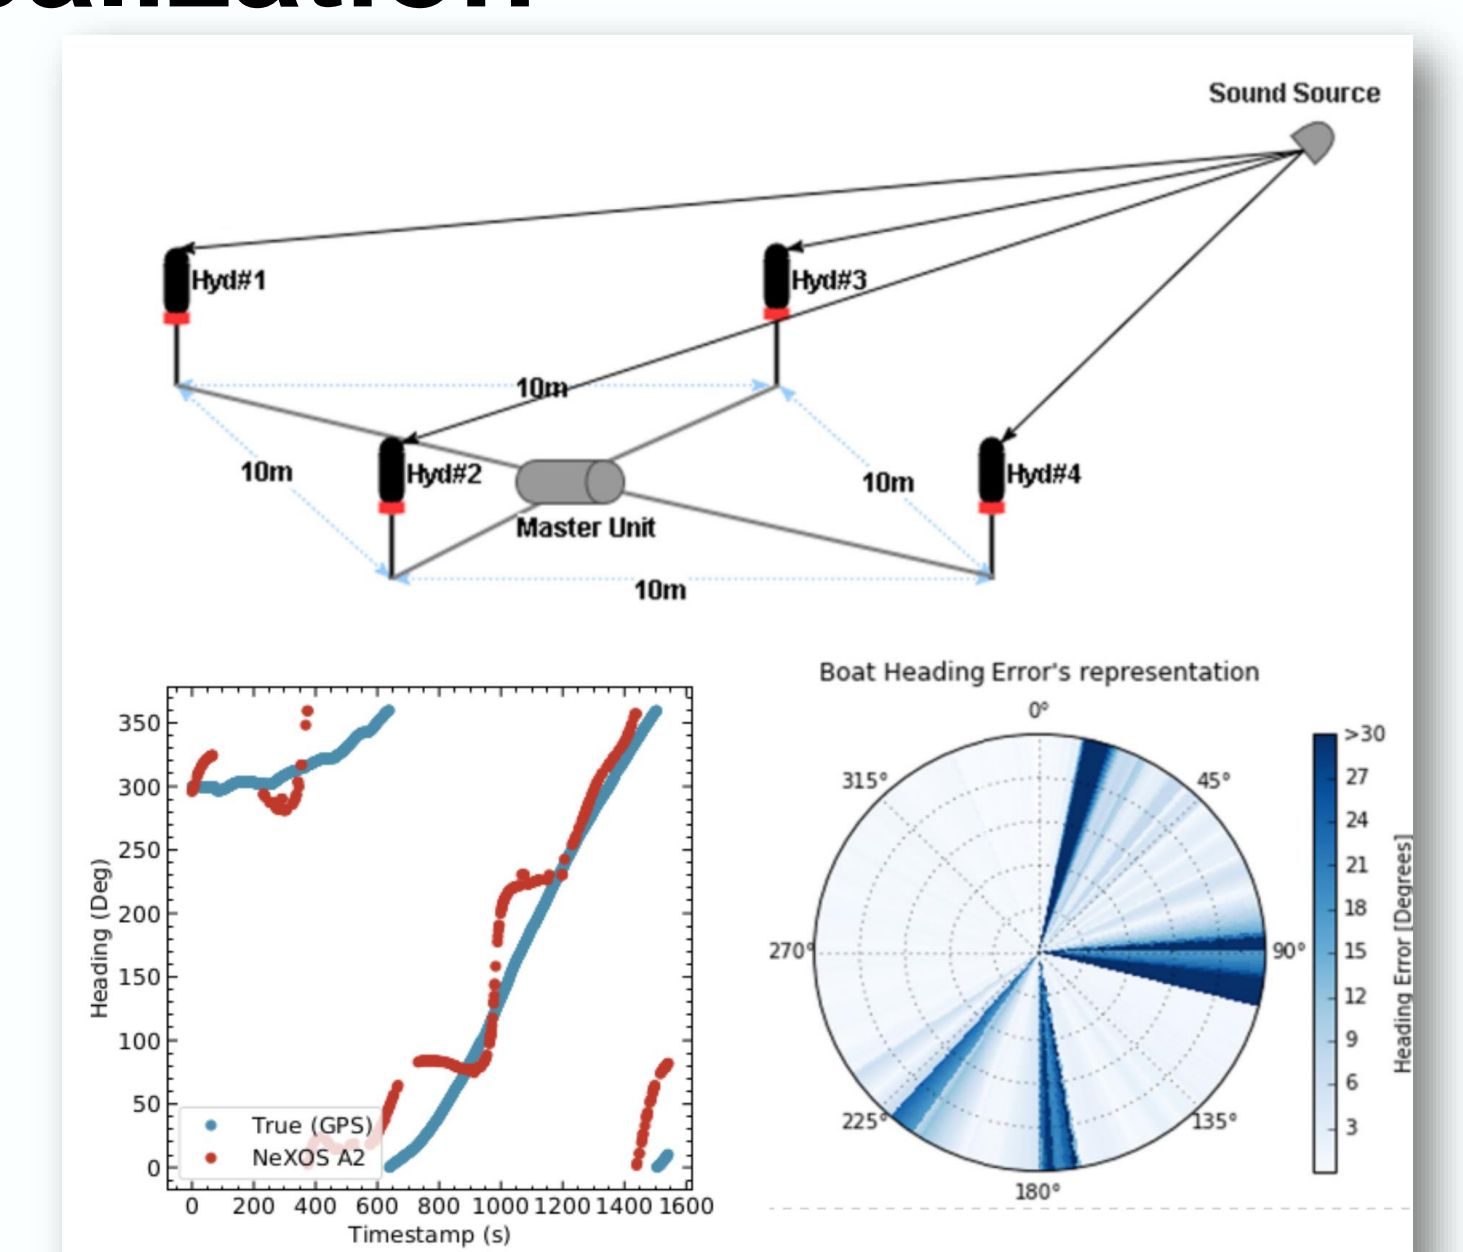 Sound Source
Hyd#1
Hyd#3
10m
10m
Hyd#2
10m
Hyd#4
Master Unit
10m
Boat Heading Error's representation
0°
45°
90°
135°
180°
225°
270°
315°
>30
27
24
21
18
15
12
9
6
3
Heading Error [Degrees]
350
300
250
200
150
100
50
0
Heading (Deg)
True (GPS)
NeXOS A2
0 200 400 600 800 1000 1200 1400 1600
Timestamp (s)